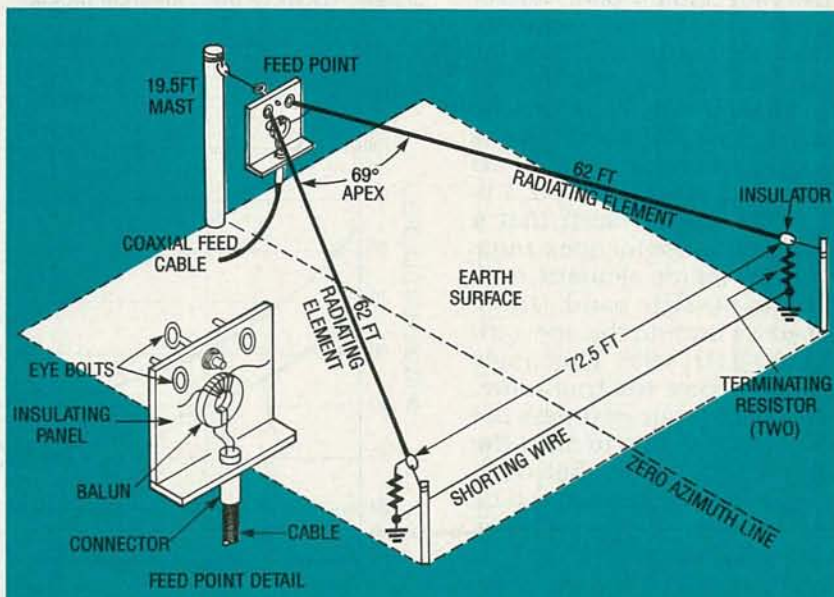 19.5FT
MAST
FEED POINT
69°
APEX
62 FT
RADIATING ELEMENT
INSULATOR
COAXIAL FEED
CABLE
62 FT
RADIATING
ELEMENT
EARTH
SURFACE
72.5 FT
EYE BOLTS
INSULATING
PANEL
BALUN
CONNECTOR
CABLE
FEED POINT DETAIL
SHORTING WIRE
TERMINATING
RESISTOR
(TWO)
ZERO AZIMUTH LINE